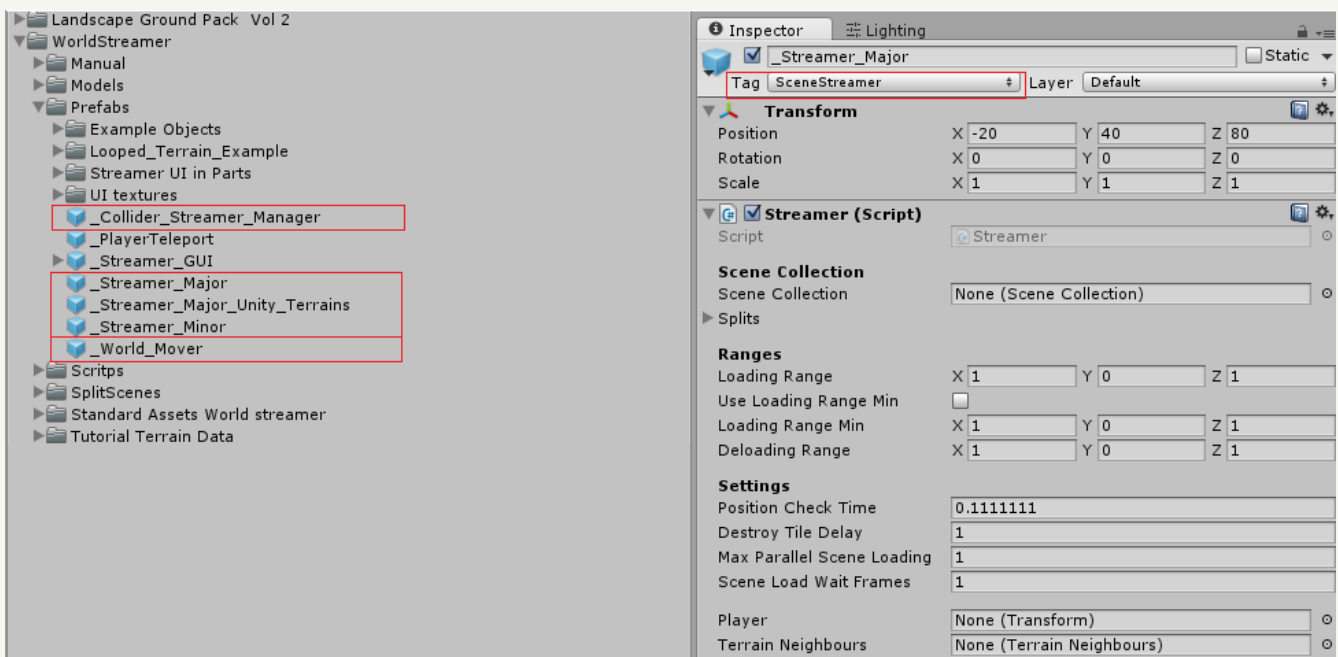 Landscape Ground Pack Vol 2
WorldStreamer
Manual
Models
Prefabs
Example Objects
Looped_Terrain_Example
Streamer UI in Parts
UI textures
_Collider_Streamer_Manager
_PlayerTeleport
_Streamer_GUI
_Streamer_Major
_Streamer_Major_Unity_Terrains
_Streamer_Minor
_World_Mover
Scritps
SplitScenes
Standard Assets World streamer
Tutorial Terrain Data
Inspector Lighting
_Streamer_Major Static
Tag SceneStreamer Layer Default
Transform
Position X -20 Y 40 Z 80
Rotation X 0 Y 0 Z 0
Scale X 1 Y 1 Z 1
Streamer (Script)
Script Streamer
Scene Collection
Scene Collection None (Scene Collection)
Splits
Ranges
Loading Range X 1 Y 0 Z 1
Use Loading Range Min
Loading Range Min X 1 Y 0 Z 1
Deloading Range X 1 Y 0 Z 1
Settings
Position Check Time 0.1111111
Destroy Tile Delay 1
Max Parallel Scene Loading 1
Scene Load Wait Frames 1
Player None (Transform)
Terrain Neighbours None (Terrain Neighbours)